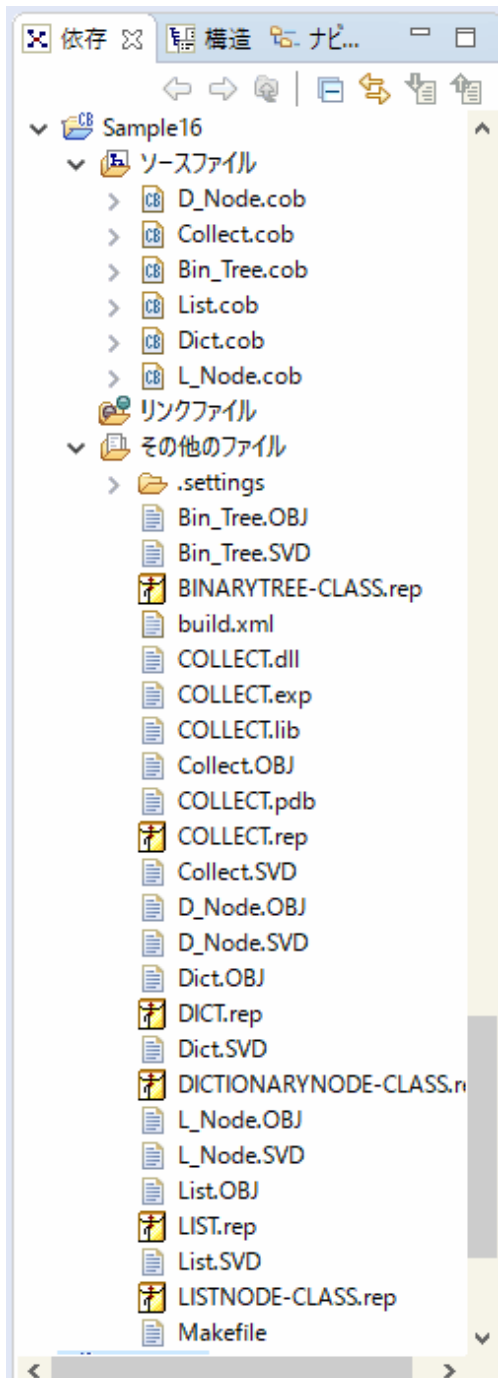 依存 構造 ナビ...
Sample16
ソースファイル
D_Node.cob
Collect.cob
Bin_Tree.cob
List.cob
Dict.cob
L_Node.cob
リンクファイル
その他のファイル
.settings
Bin_Tree.OBJ
Bin_Tree.SVD
BINARYTREE-CLASS.rep
build.xml
COLLECT.dll
COLLECT.exp
COLLECT.lib
Collect.OBJ
COLLECT.pdb
COLLECT.rep
Collect.SVD
D_Node.OBJ
D_Node.SVD
Dict.OBJ
DICT.rep
Dict.SVD
DICTIONARYNODE-CLASS.r
L_Node.OBJ
L_Node.SVD
List.OBJ
LIST.rep
List.SVD
LISTNODE-CLASS.rep
Makefile